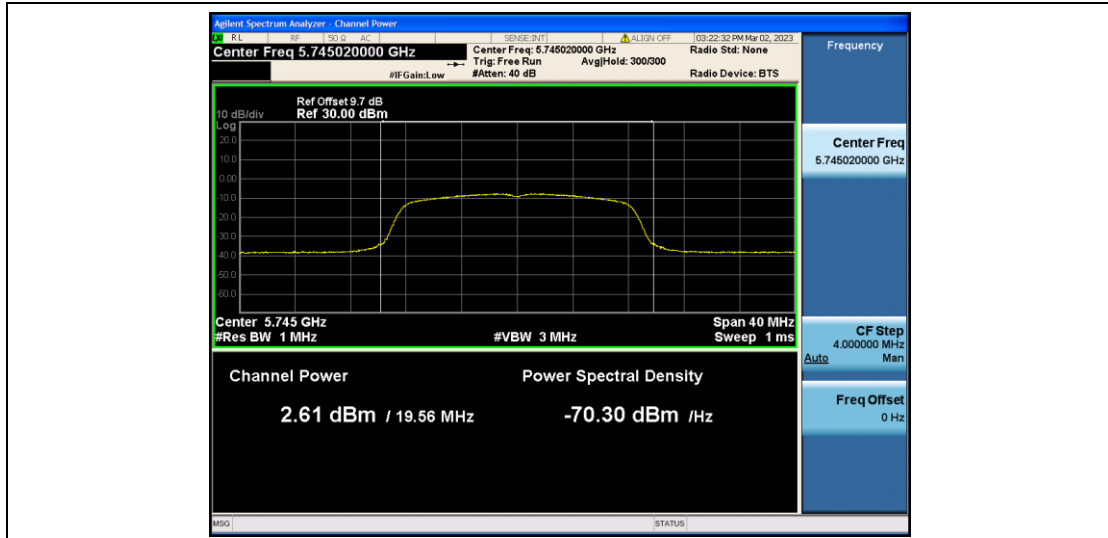 Agilent Spectrum Analyzer - Channel Power
RL RF 50 Ω AC SENSE:INT ALIGN OFF 03:22:32 PM Mar 02, 2023
Center Freq 5.745020000 GHz
Center Freq: 5.745020000 GHz
Radio Std: None
Trig: Free Run Avg|Hold: 300/300
#IFGain:Low #Atten: 40 dB Radio Device: BTS
Ref Offset 9.7 dB
10 dB/div Ref 30.00 dBm
Log
20.0
10.0
0.00
-10.0
-20.0
-30.0
-40.0
-50.0
-60.0
Center 5.745 GHz Span 40 MHz
#Res BW 1 MHz #VBW 3 MHz Sweep 1 ms
Channel Power Power Spectral Density
2.61 dBm / 19.56 MHz -70.30 dBm /Hz
MSG STATUS
Frequency
Center Freq
5.745020000 GHz
CF Step
4.000000 MHz
Auto Man
Freq Offset
0 Hz